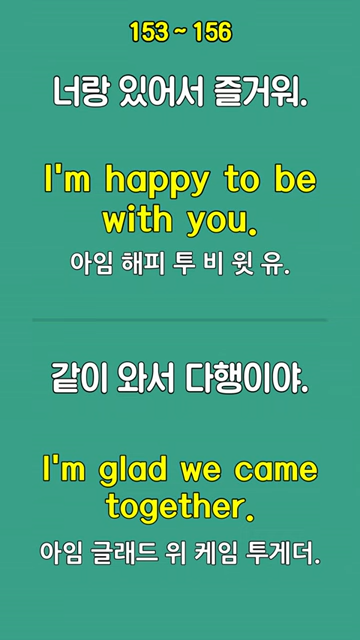 153 ~ 156
너랑 있어서 즐거워.
I'm happy to be
with you.
아임 해피 투 비 윗 유.
같이 와서 다행이야.
I'm glad we came
together.
아임 글래드 위 케임 투게더.